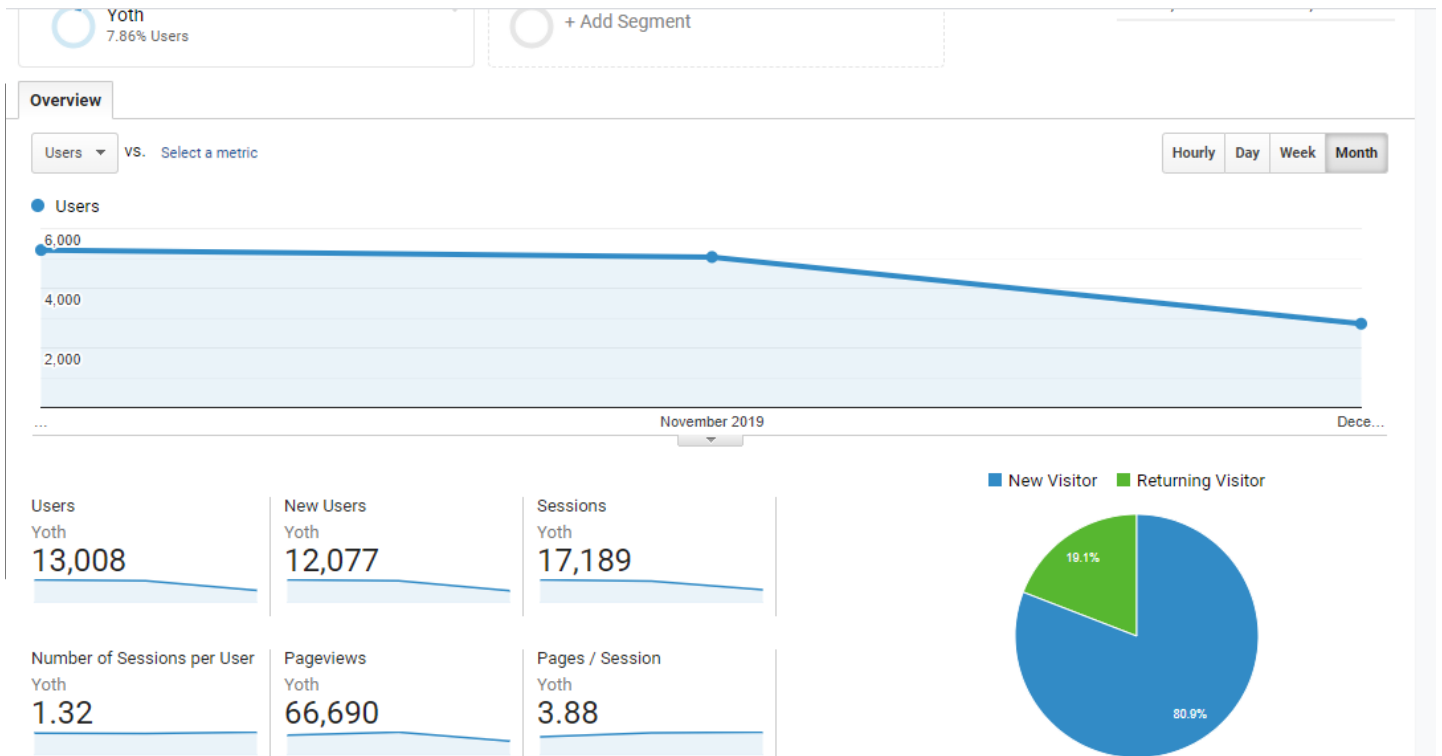 Yoth
7.86% Users
+ Add Segment
Overview
Users VS. Select a metric
Hourly Day Week Month
Users
6,000
4,000
2,000
... November 2019 Dece...
New Visitor Returning Visitor
Users
Yoth
13,008
New Users
Yoth
12,077
Sessions
Yoth
17,189
19.1%
80.9%
Number of Sessions per User
Yoth
1.32
Pageviews
Yoth
66,690
Pages / Session
Yoth
3.88